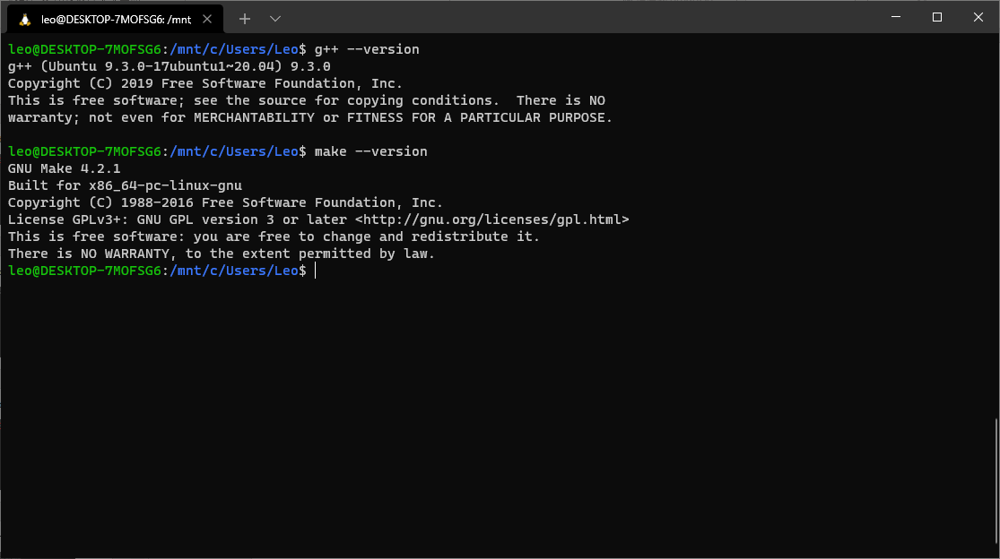 leo@DESKTOP-7MOFSG6: /mnt
leo@DESKTOP-7MOFSG6:/mnt/c/Users/Leo$ g++ --version
g++ (Ubuntu 9.3.0-17ubuntu1~20.04) 9.3.0
Copyright (C) 2019 Free Software Foundation, Inc.
This is free software; see the source for copying conditions.  There is NO
warranty; not even for MERCHANTABILITY or FITNESS FOR A PARTICULAR PURPOSE.
leo@DESKTOP-7MOFSG6:/mnt/c/Users/Leo$ make --version
GNU Make 4.2.1
Built for x86_64-pc-linux-gnu
Copyright (C) 1988-2016 Free Software Foundation, Inc.
License GPLv3+: GNU GPL version 3 or later <http://gnu.org/licenses/gpl.html>
This is free software: you are free to change and redistribute it.
There is NO WARRANTY, to the extent permitted by law.
leo@DESKTOP-7MOFSG6:/mnt/c/Users/Leo$